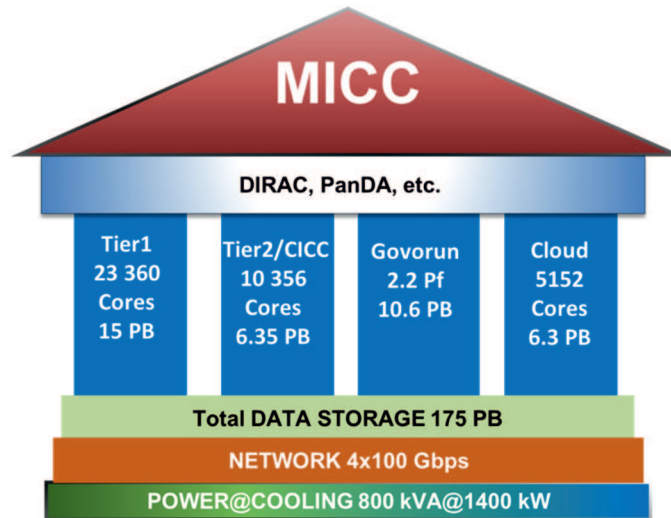 MICC
DIRAC, PanDA, etc.
Tier1
23 360
Cores
15 PB
Tier2/CICC
10 356
Cores
6.35 PB
Govorun
2.2 Pf
10.6 PB
Cloud
5152
Cores
6.3 PB
Total DATA STORAGE 175 PB
NETWORK 4x100 Gbps
POWER@COOLING 800 kVA@1400 kW